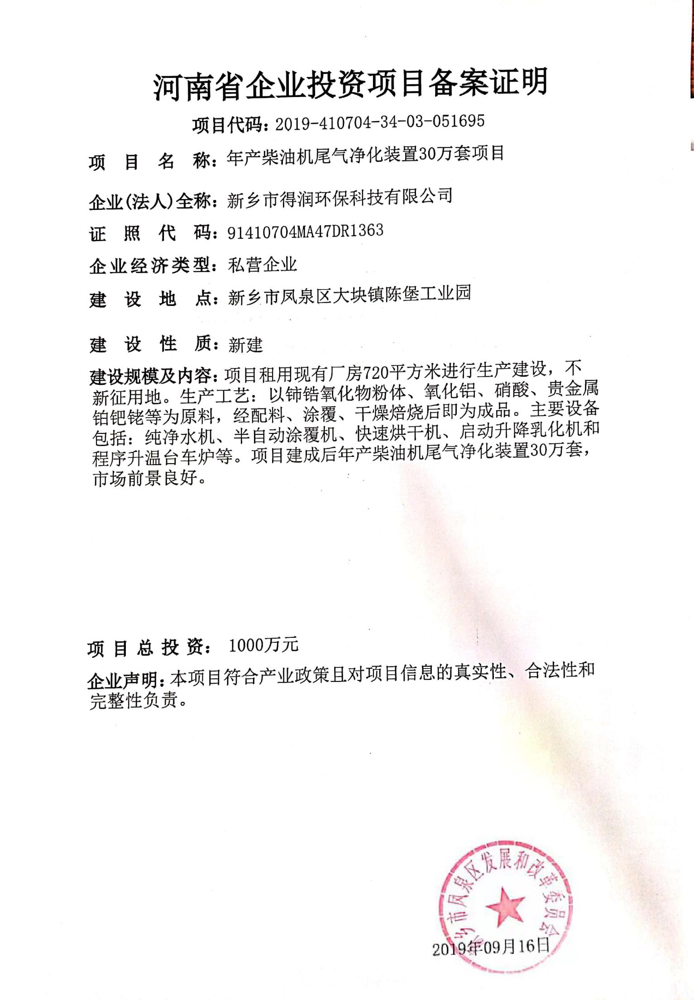 河南省企业投资项目备案证明
项目代码：2019-410704-34-03-051695
项目名称：年产柴油机尾气净化装置30万套项目
企业(法人)全称：新乡市得润环保科技有限公司
证照代码：91410704MA47DR1363
企业经济类型：私营企业
建设地点：新乡市凤泉区大块镇陈堡工业园
建设性质：新建
建设规模及内容：项目租用现有厂房720平方米进行生产建设，不
新征用地。生产工艺：以铈锆氧化物粉体、氧化铝、硝酸、贵金属
铂钯铑等为原料，经配料、涂覆、干燥焙烧后即为成品。主要设备
包括：纯净水机、半自动涂覆机、快速烘干机、启动升降乳化机和
程序升温台车炉等。项目建成后年产柴油机尾气净化装置30万套，
市场前景良好。
项目总投资：1000万元
企业声明：本项目符合产业政策且对项目信息的真实性、合法性和
完整性负责。
新乡市凤泉区发展和改革委员会
2019年09月16日